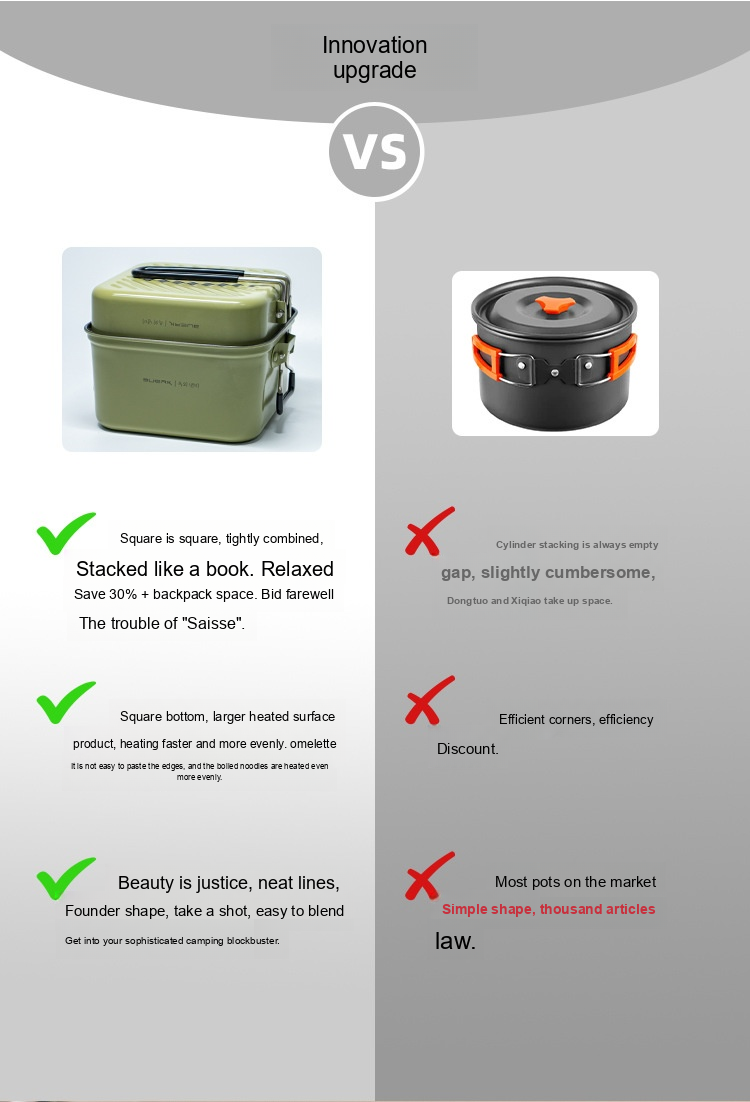 Innovation
upgrade
VS
Square is square, tightly combined,
Stacked like a book. Relaxed
Save 30% + backpack space. Bid farewell
The trouble of "Saisse".
Cylinder stacking is always empty
gap, slightly cumbersome,
Dongtuo and Xiqiao take up space.
Square bottom, larger heated surface
product, heating faster and more evenly. omelette
It is not easy to paste the edges, and the boiled noodles are heated even
more evenly.
Efficient corners, efficiency
Discount.
Beauty is justice, neat lines,
Founder shape, take a shot, easy to blend
Get into your sophisticated camping blockbuster.
Most pots on the market
Simple shape, thousand articles
law.